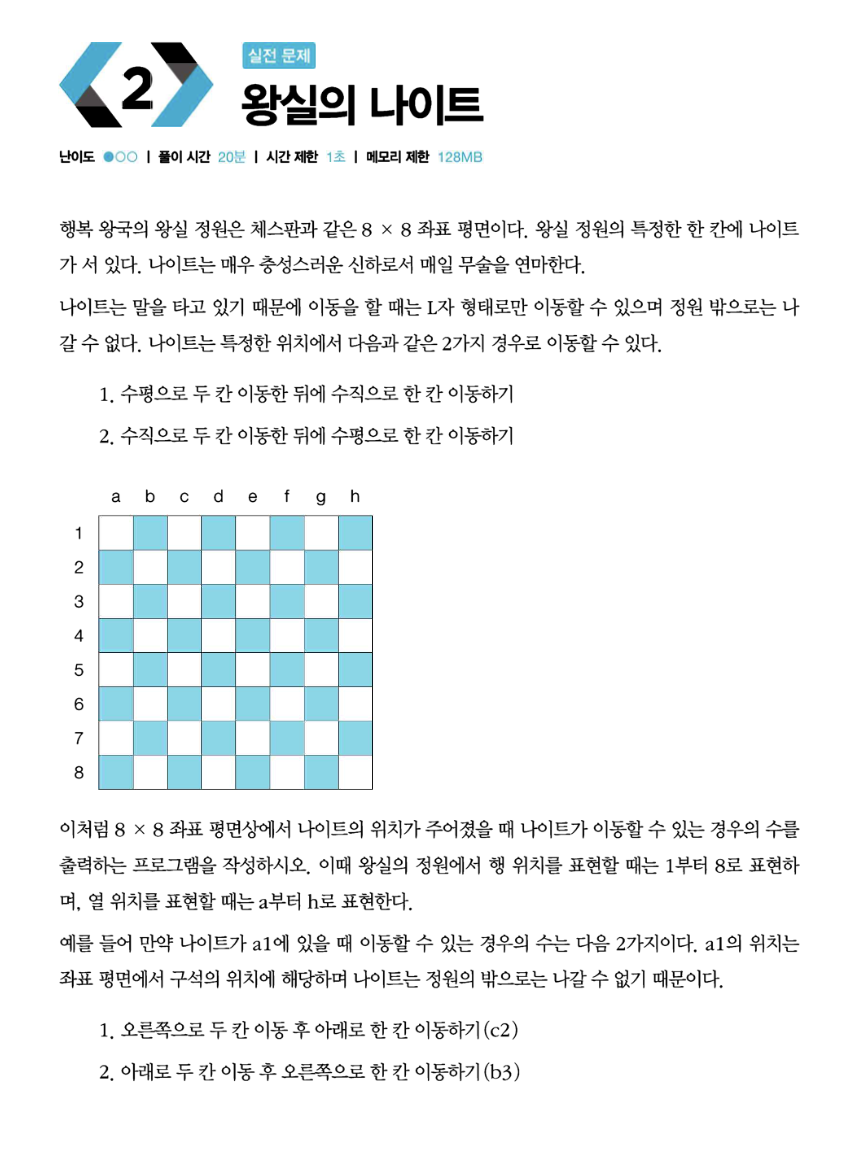 2
실전 문제
왕실의 나이트
난이도 ●○○ | 풀이 시간 20분 | 시간 제한 1초 | 메모리 제한 128MB
행복 왕국의 왕실 정원은 체스판과 같은 8 × 8 좌표 평면이다. 왕실 정원의 특정한 한 칸에 나이트
가 서 있다. 나이트는 매우 충성스러운 신하로서 매일 무술을 연마한다.
나이트는 말을 타고 있기 때문에 이동을 할 때는 L자 형태로만 이동할 수 있으며 정원 밖으로는 나
갈 수 없다. 나이트는 특정한 위치에서 다음과 같은 2가지 경우로 이동할 수 있다.
1. 수평으로 두 칸 이동한 뒤에 수직으로 한 칸 이동하기
2. 수직으로 두 칸 이동한 뒤에 수평으로 한 칸 이동하기
a b c d e f g h
1
2
3
4
5
6
7
8
이처럼 8 × 8 좌표 평면상에서 나이트의 위치가 주어졌을 때 나이트가 이동할 수 있는 경우의 수를
출력하는 프로그램을 작성하시오. 이때 왕실의 정원에서 행 위치를 표현할 때는 1부터 8로 표현하
며, 열 위치를 표현할 때는 a부터 h로 표현한다.
예를 들어 만약 나이트가 a1에 있을 때 이동할 수 있는 경우의 수는 다음 2가지이다. a1의 위치는
좌표 평면에서 구석의 위치에 해당하며 나이트는 정원의 밖으로는 나갈 수 없기 때문이다.
1. 오른쪽으로 두 칸 이동 후 아래로 한 칸 이동하기(c2)
2. 아래로 두 칸 이동 후 오른쪽으로 한 칸 이동하기(b3)